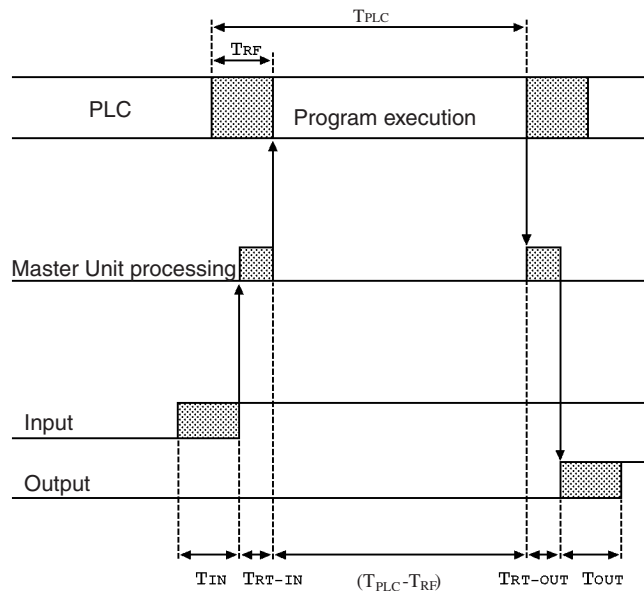 TPLC
TRF
PLC
Program execution
Master Unit processing
Input
Output
TIN
TRT-IN
(TPLC-TRF)
TRT-OUT
TOUT